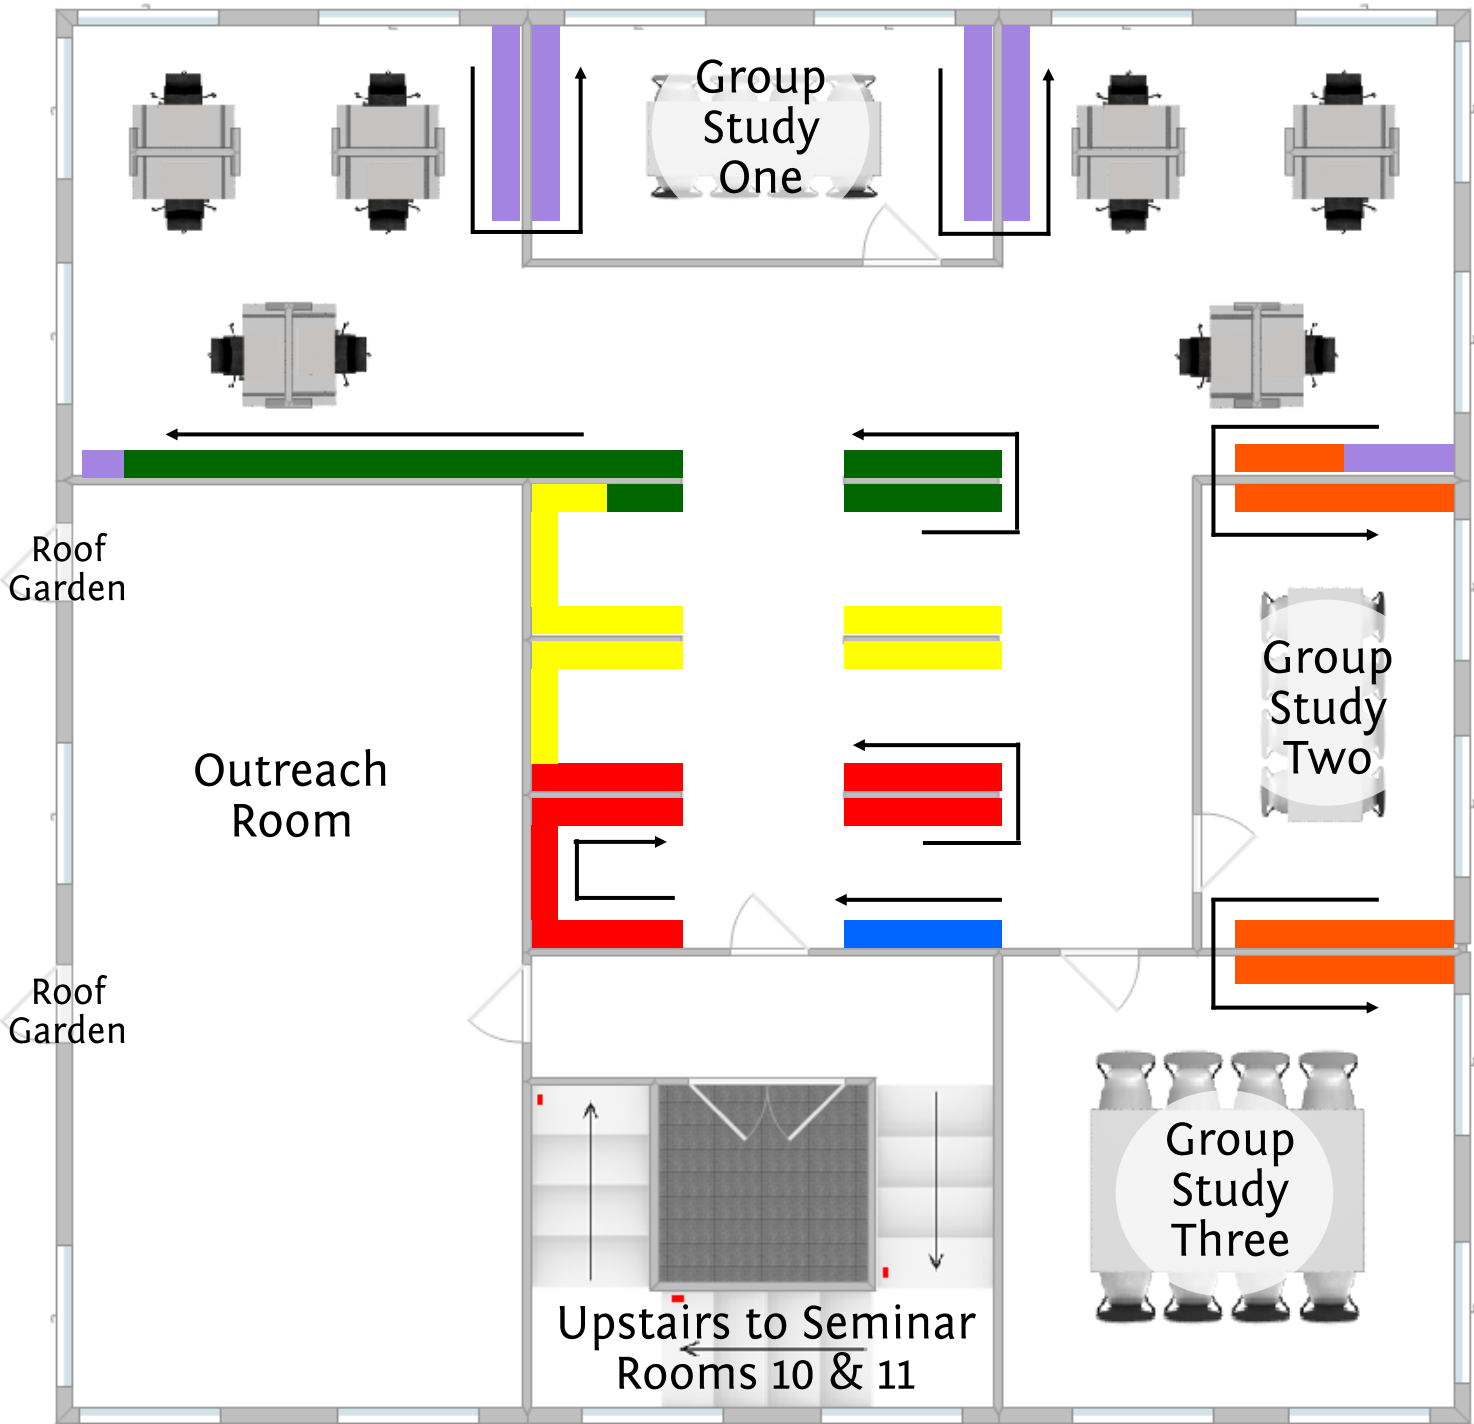 Group
Study
One
Roof
Garden
Group
Study
Two
Outreach
Room
Roof
Garden
Group
Study
Three
Upstairs to Seminar
Rooms 10 & 11